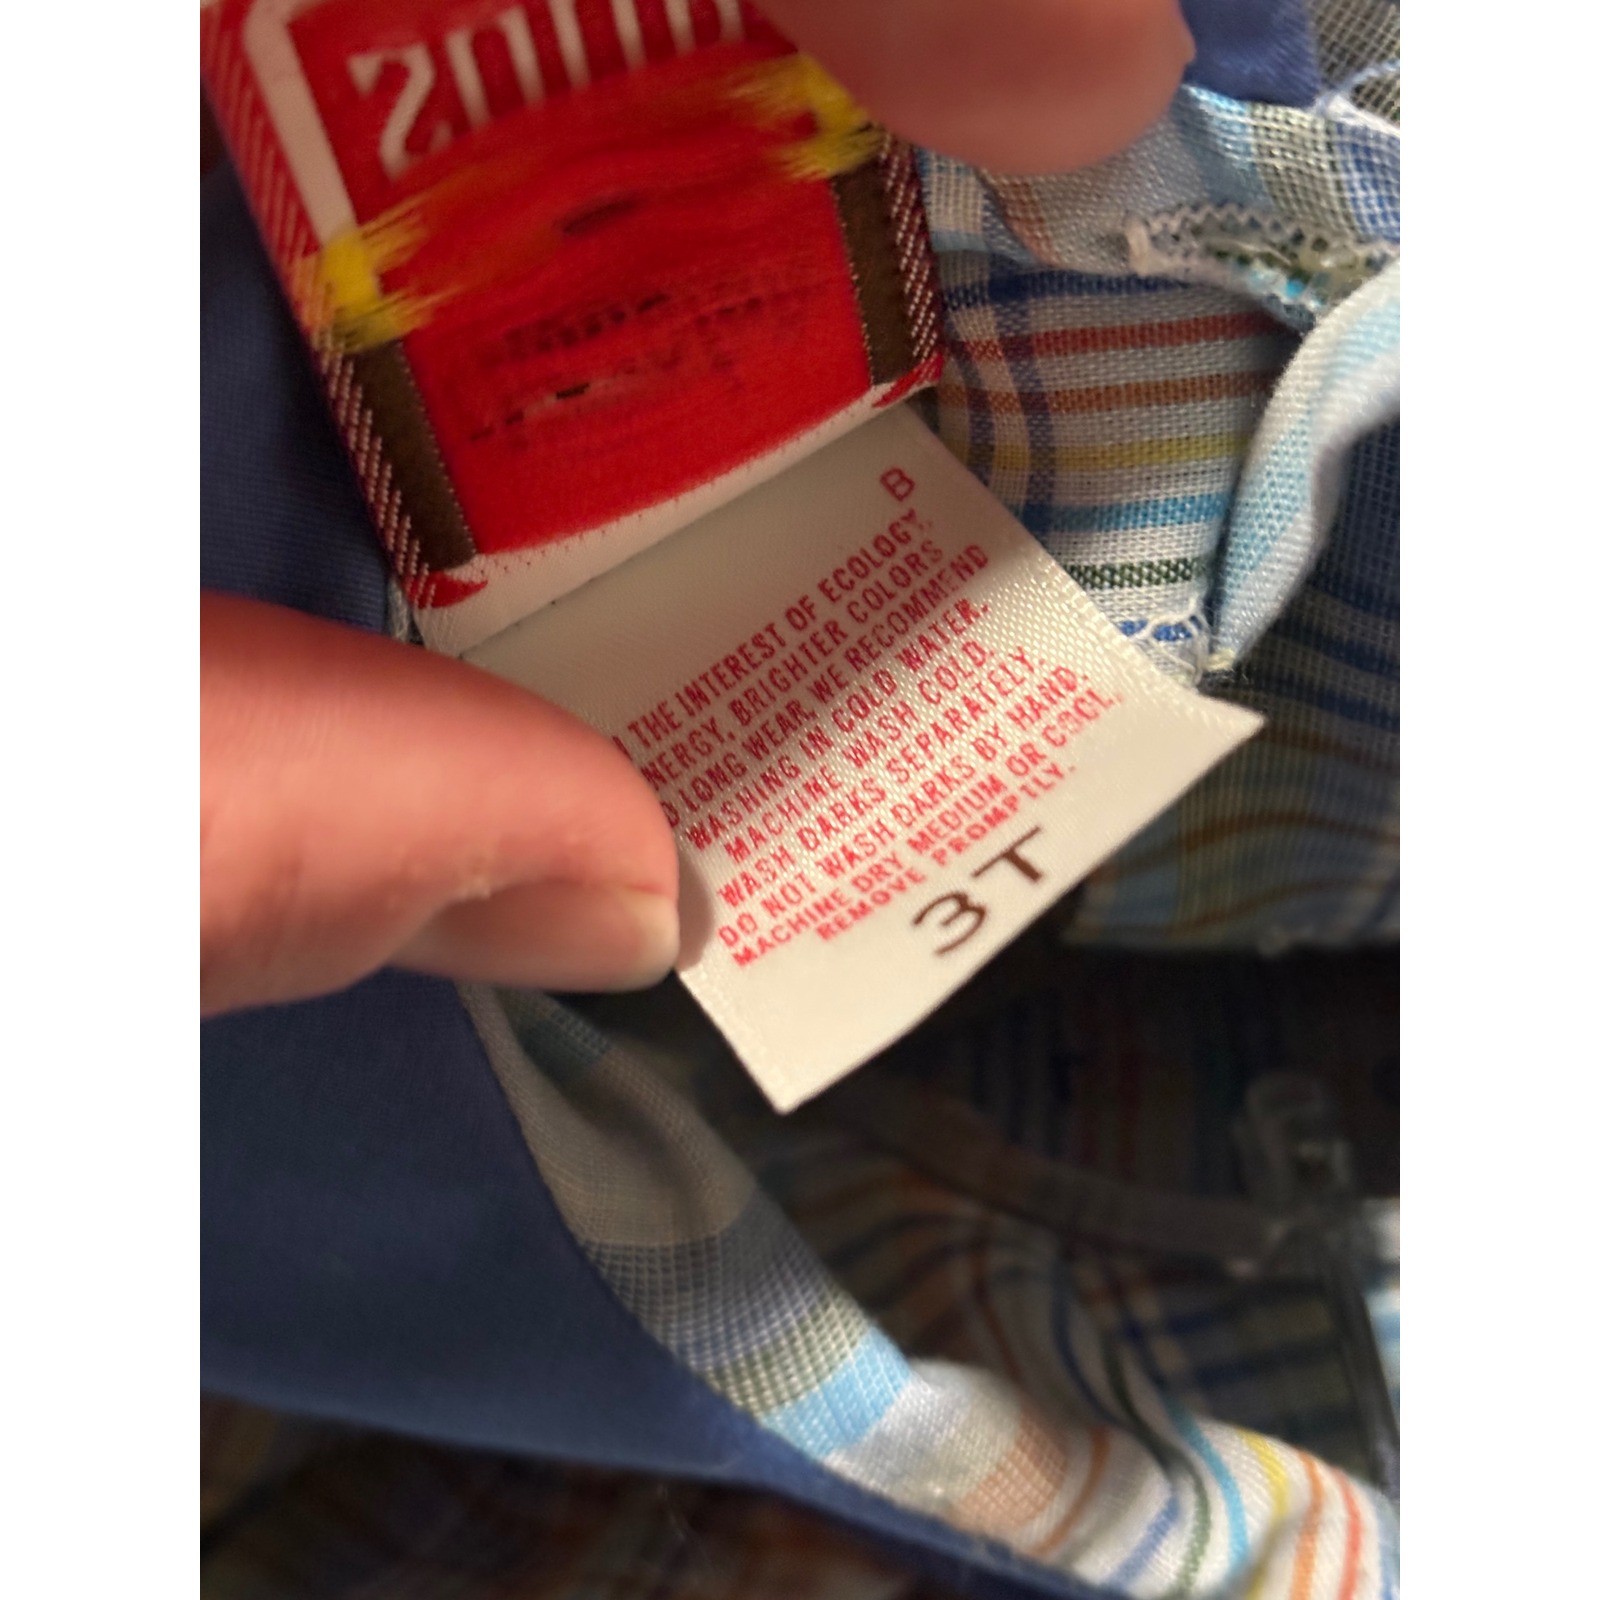 B
THE INTEREST OF ECOLOGY,
NERGY, BRIGHTER COLORS
LONG WEAR, WE RECOMMEND
WASHING IN COLD WATER.
MACHINE WASH COLD.
WASH DARKS SEPARATELY.
DO NOT WASH DARKS BY HAND.
MACHINE DRY MEDIUM OR COOL.
REMOVE PROMPTLY.
3T